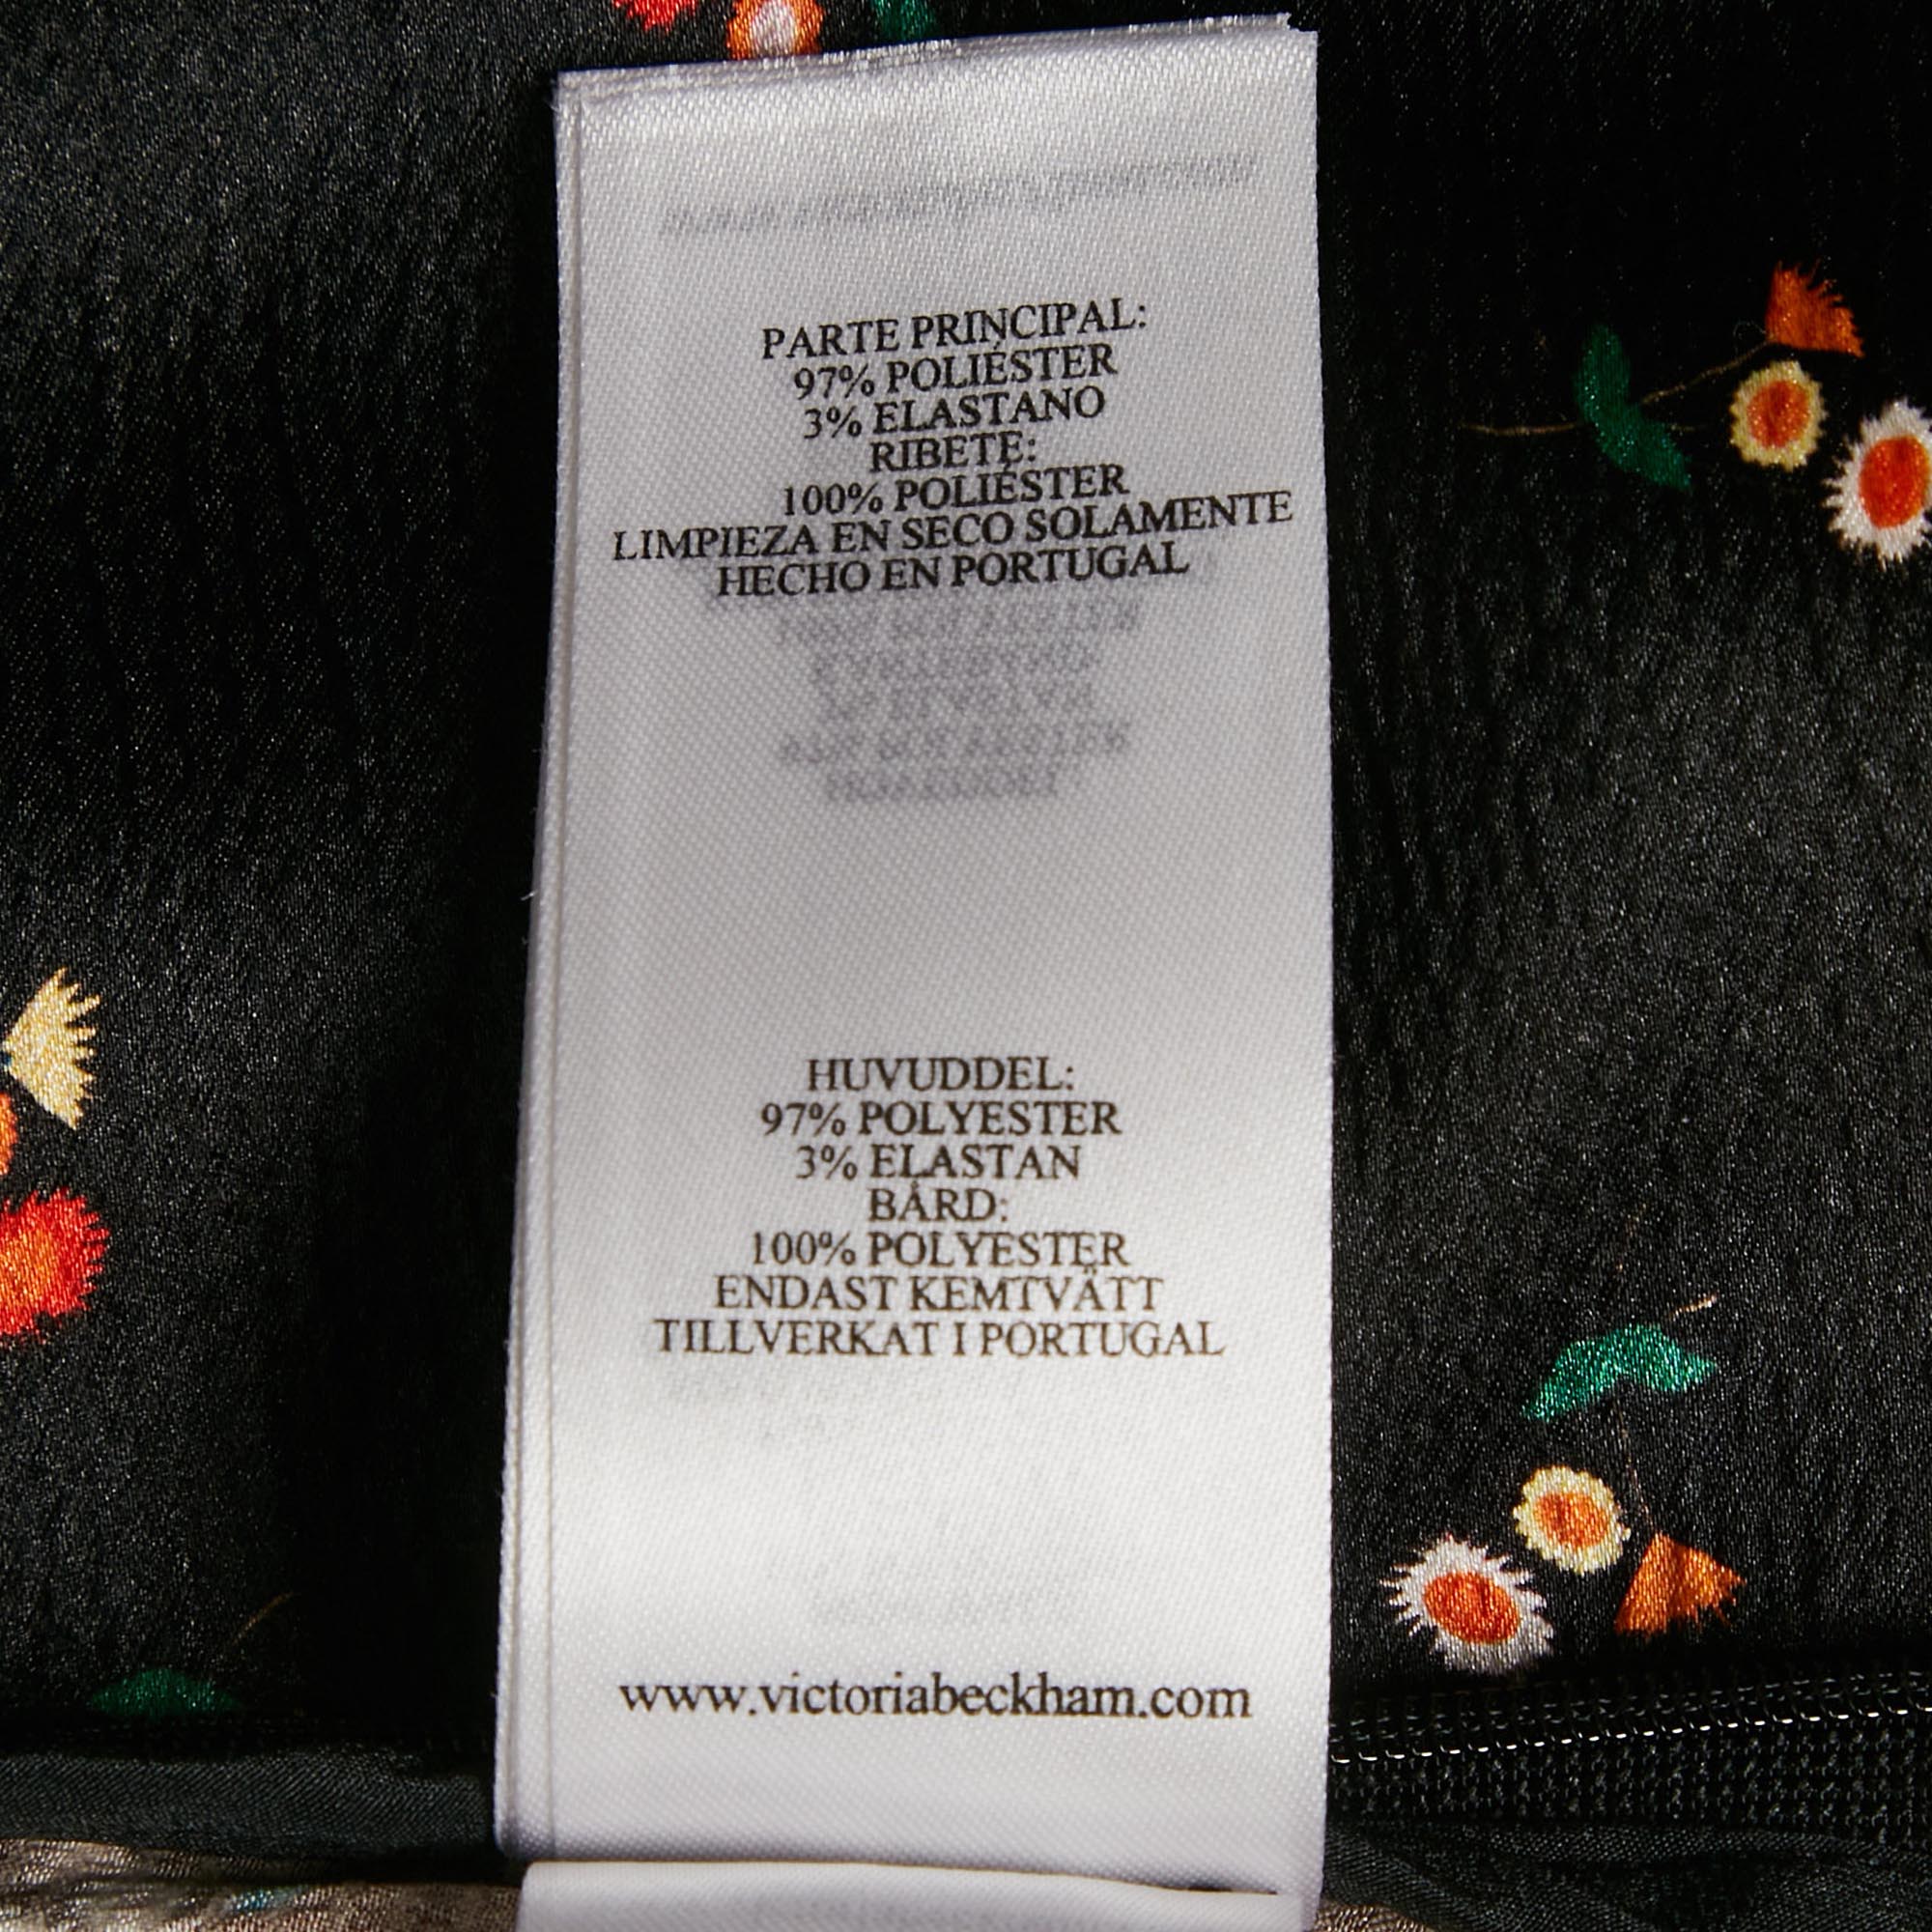 PARTE PRINCIPAL:
97% POLIÉSTER
3% ELASTANO
RIBETE:
100% POLIÉSTER
LIMPIEZA EN SECO SOLAMENTE
HECHO EN PORTUGAL
HUVUDDEL:
97% POLYESTER
3% ELASTAN
BÅRD:
100% POLYESTER
ENDAST KEMTVÄTT
TILLVERKAT I PORTUGAL
www.victoriabeckham.com